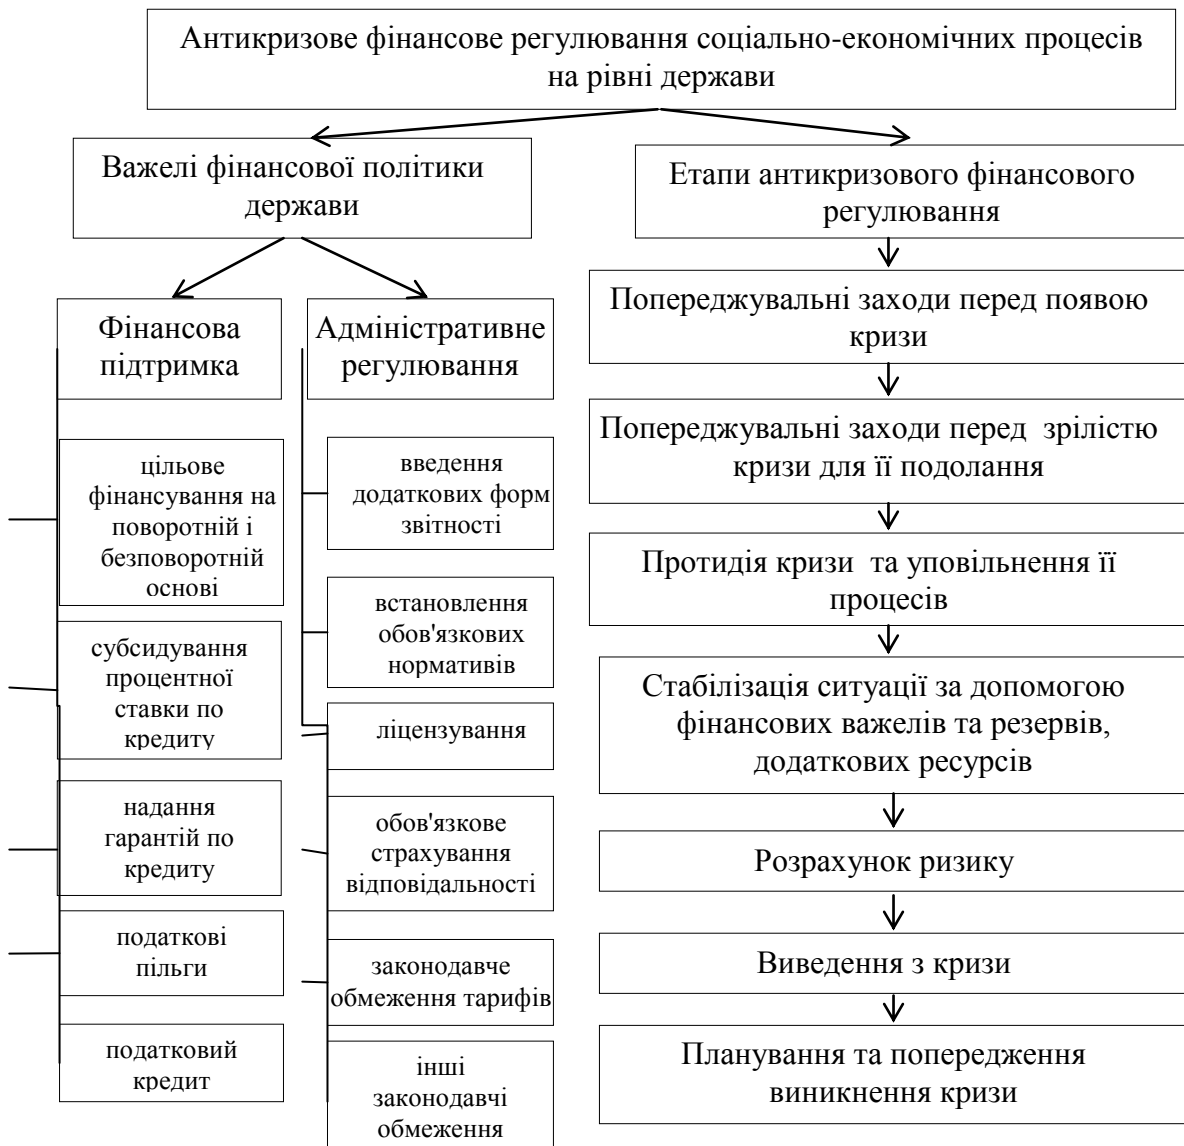 Антикризове фінансове регулювання соціально-економічних процесів
на рівні держави
Важелі фінансової політики
держави
Етапи антикризового фінансового
регулювання
Фінансова
підтримка
Адміністративне
регулювання
цільове
фінансування на
поворотній і
безповоротній
основі
субсидування
процентної
ставки по
кредиту
надання
гарантій по
кредиту
податкові
пільги
податковий
кредит
введення
додаткових форм
звітності
встановлення
обов'язкових
нормативів
ліцензування
обов'язкове
страхування
відповідальності
законодавче
обмеження тарифів
інші
законодавчі
обмеження
Попереджувальні заходи перед появою
кризи
Попереджувальні заходи перед зрілістю
кризи для її подолання
Протидія кризи та уповільнення її
процесів
Стабілізація ситуації за допомогою
фінансових важелів та резервів,
додаткових ресурсів
Розрахунок ризику
Виведення з кризи
Планування та попередження
виникнення кризи